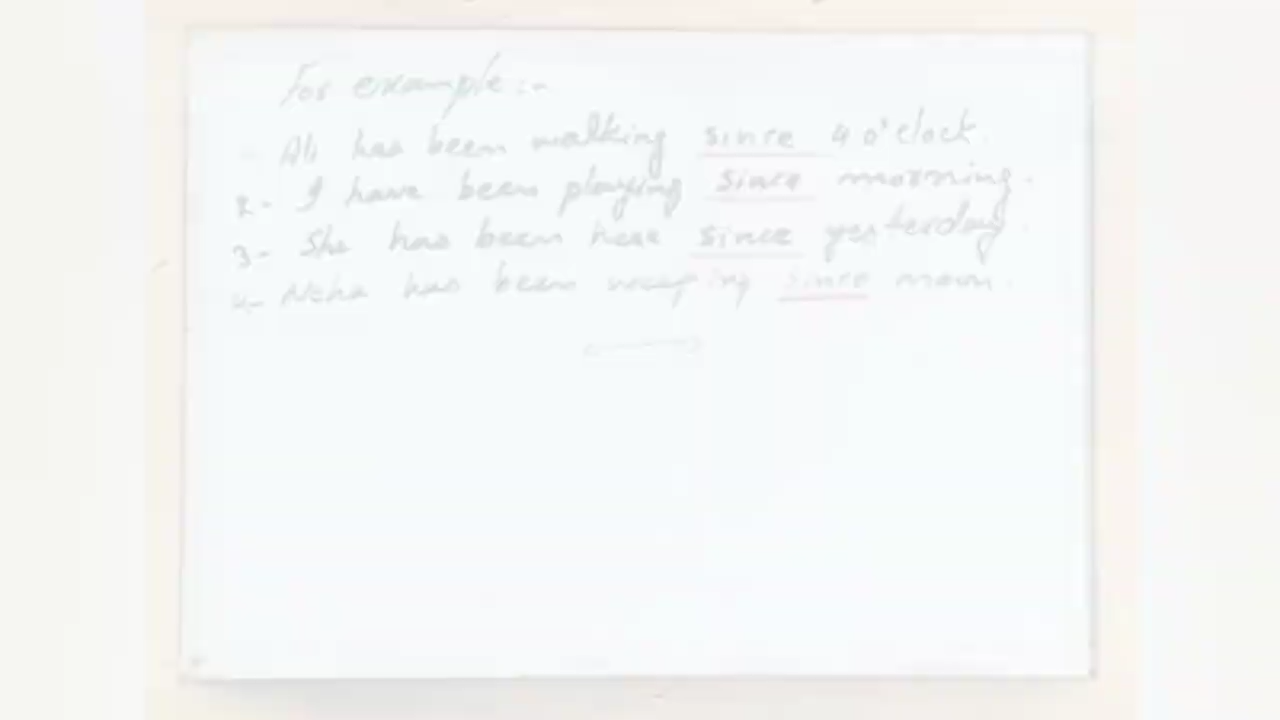 For example :-
Ali has been walking since 4 o'clock.
2- I have been playing since morning.
3- She has been here since yesterday.
4- Neha has been weeping since